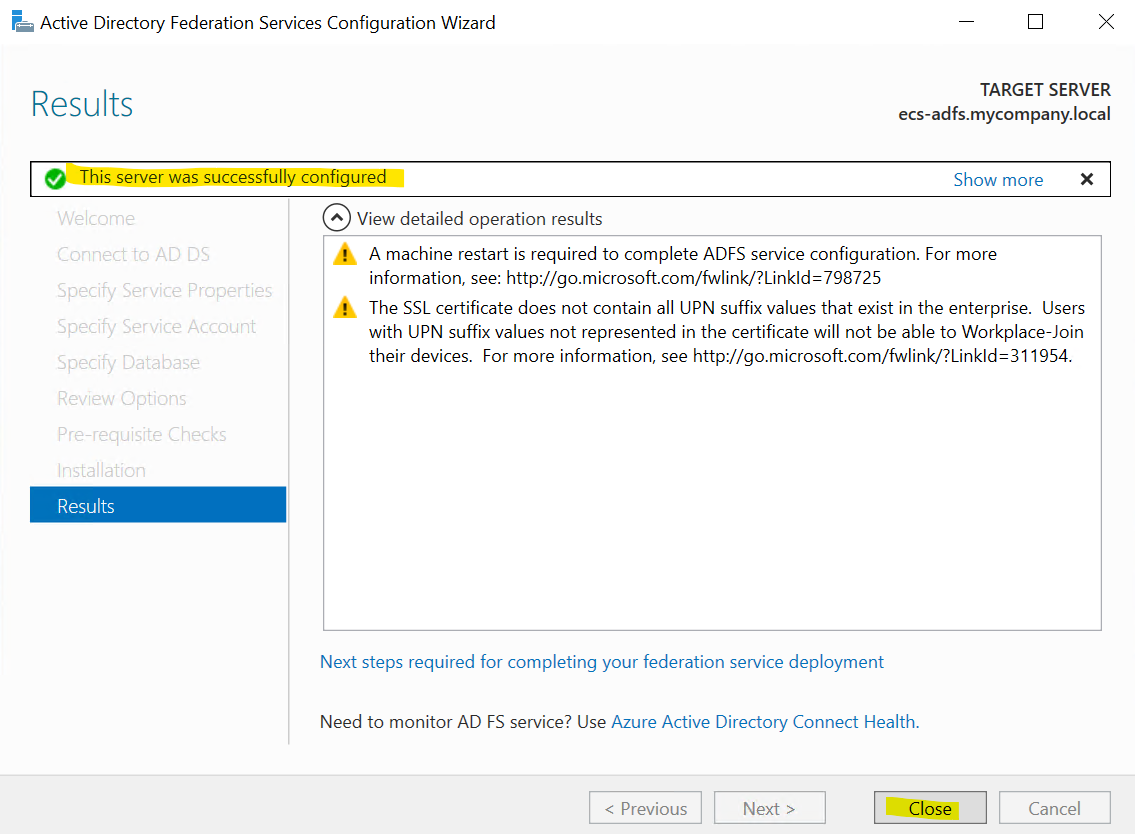 Active Directory Federation Services Configuration Wizard
Results
TARGET SERVER
ecs-adfs.mycompany.local
This server was successfully configured
Show more
Welcome
Connect to AD DS
Specify Service Properties
Specify Service Account
Specify Database
Review Options
Pre-requisite Checks
Installation
Results
View detailed operation results
A machine restart is required to complete ADFS service configuration. For more
information, see: http://go.microsoft.com/fwlink/?LinkId=798725
The SSL certificate does not contain all UPN suffix values that exist in the enterprise.  Users
with UPN suffix values not represented in the certificate will not be able to Workplace-Join
their devices.  For more information, see http://go.microsoft.com/fwlink/?LinkId=311954.
Next steps required for completing your federation service deployment
Need to monitor AD FS service? Use Azure Active Directory Connect Health.
< Previous
Next >
Close
Cancel